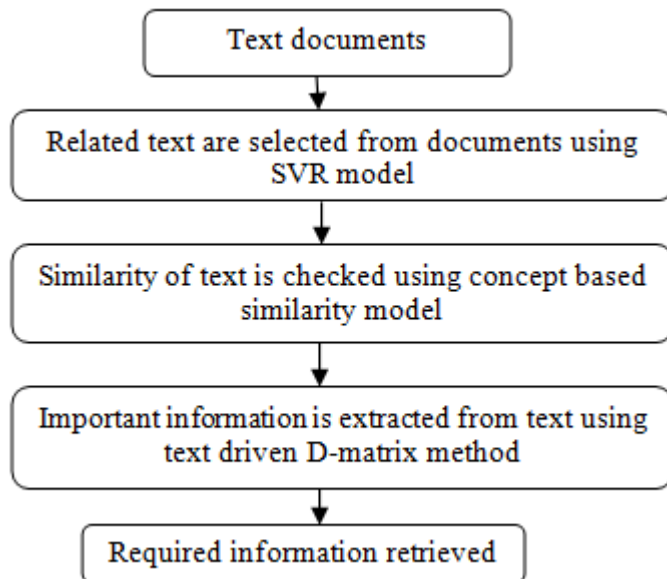 Text documents
Related text are selected from documents using
SVR model
Similarity of text is checked using concept based
similarity model
Important information is extracted from text using
text driven D-matrix method
Required information retrieved